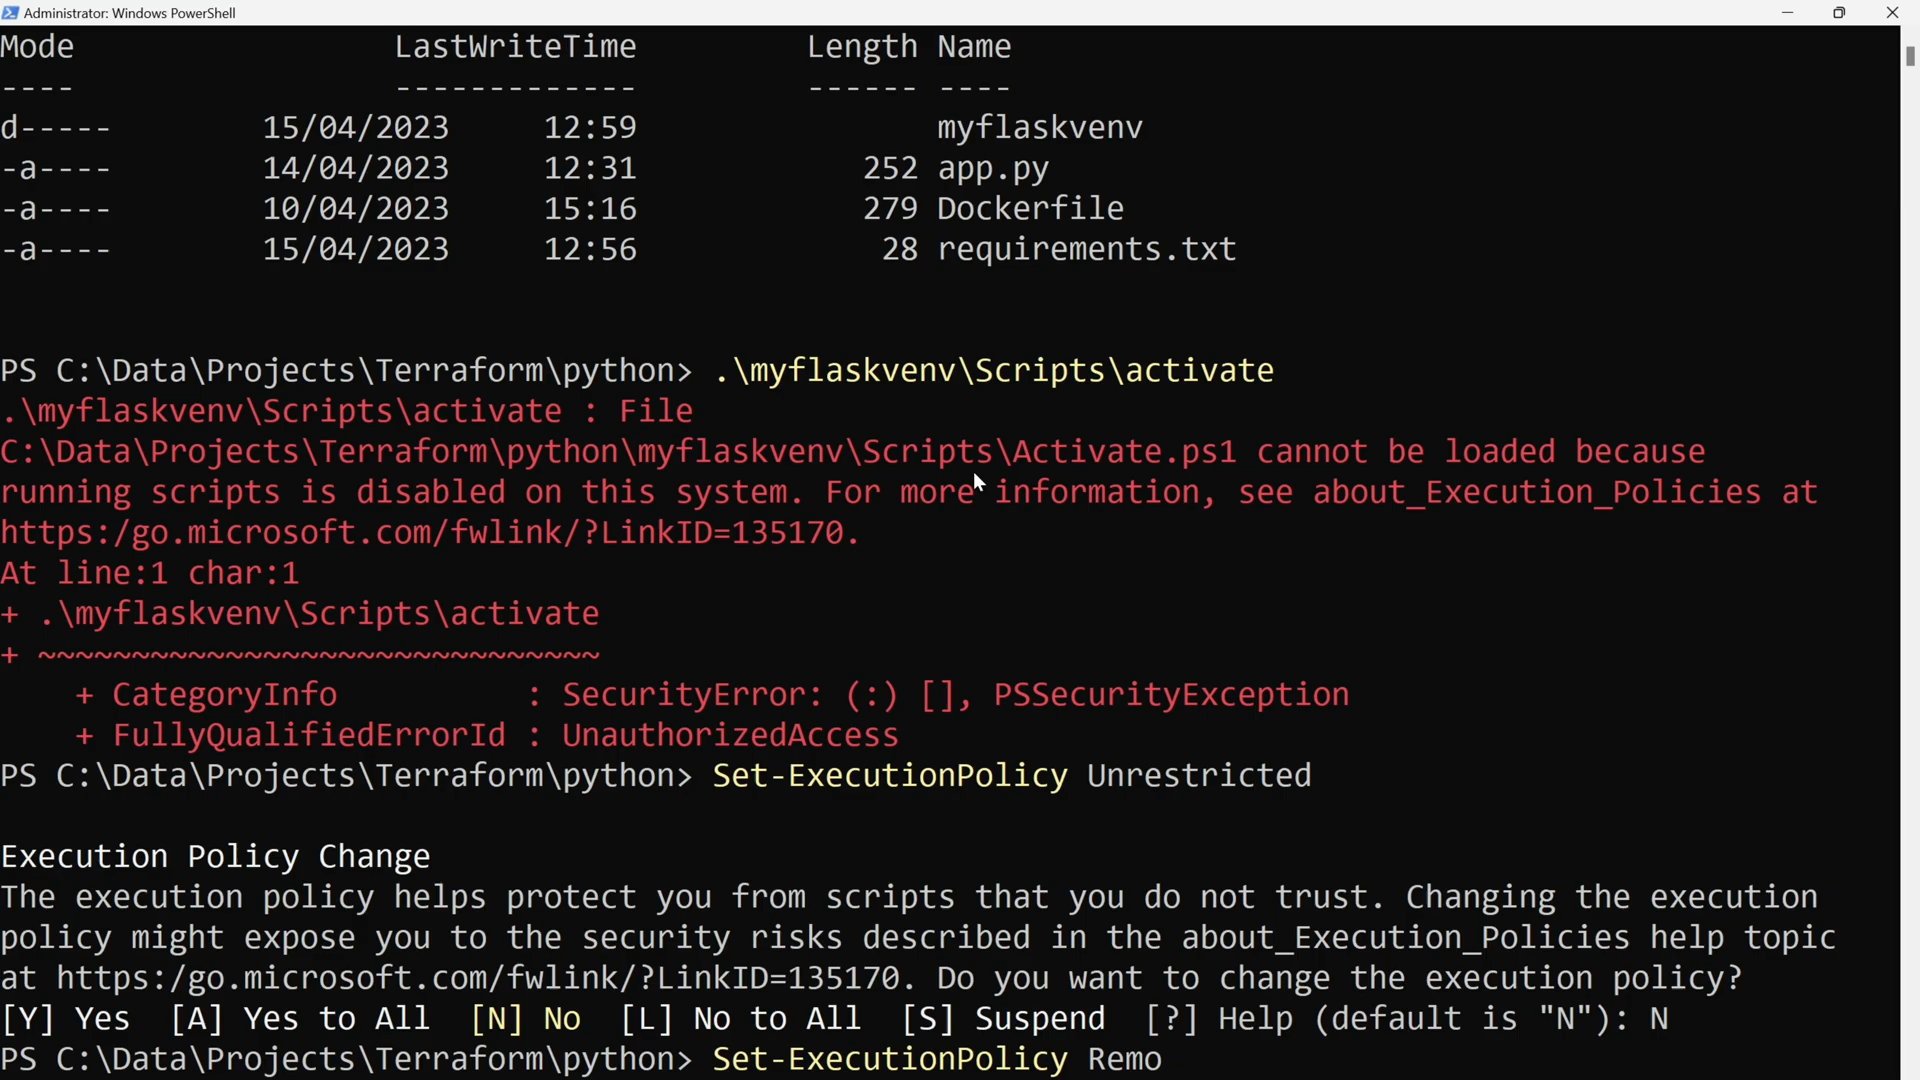 Administrator: Windows PowerShell
Mode                 LastWriteTime         Length Name
----                 -------------         ------ ----
d-----        15/04/2023     12:59                myflaskvenv
-a----        14/04/2023     12:31            252 app.py
-a----        10/04/2023     15:16            279 Dockerfile
-a----        15/04/2023     12:56             28 requirements.txt
PS C:\Data\Projects\Terraform\python> .\myflaskvenv\Scripts\activate
.\myflaskvenv\Scripts\activate : File
C:\Data\Projects\Terraform\python\myflaskvenv\Scripts\Activate.ps1 cannot be loaded because
running scripts is disabled on this system. For more information, see about_Execution_Policies at
https:/go.microsoft.com/fwlink/?LinkID=135170.
At line:1 char:1
+ .\myflaskvenv\Scripts\activate
+ ~~~~~~~~~~~~~~~~~~~~~~~~~~~~~~
    + CategoryInfo          : SecurityError: (:) [], PSSecurityException
    + FullyQualifiedErrorId : UnauthorizedAccess
PS C:\Data\Projects\Terraform\python> Set-ExecutionPolicy Unrestricted
Execution Policy Change
The execution policy helps protect you from scripts that you do not trust. Changing the execution
policy might expose you to the security risks described in the about_Execution_Policies help topic
at https:/go.microsoft.com/fwlink/?LinkID=135170. Do you want to change the execution policy?
[Y] Yes  [A] Yes to All  [N] No  [L] No to All  [S] Suspend  [?] Help (default is "N"): N
PS C:\Data\Projects\Terraform\python> Set-ExecutionPolicy Remo